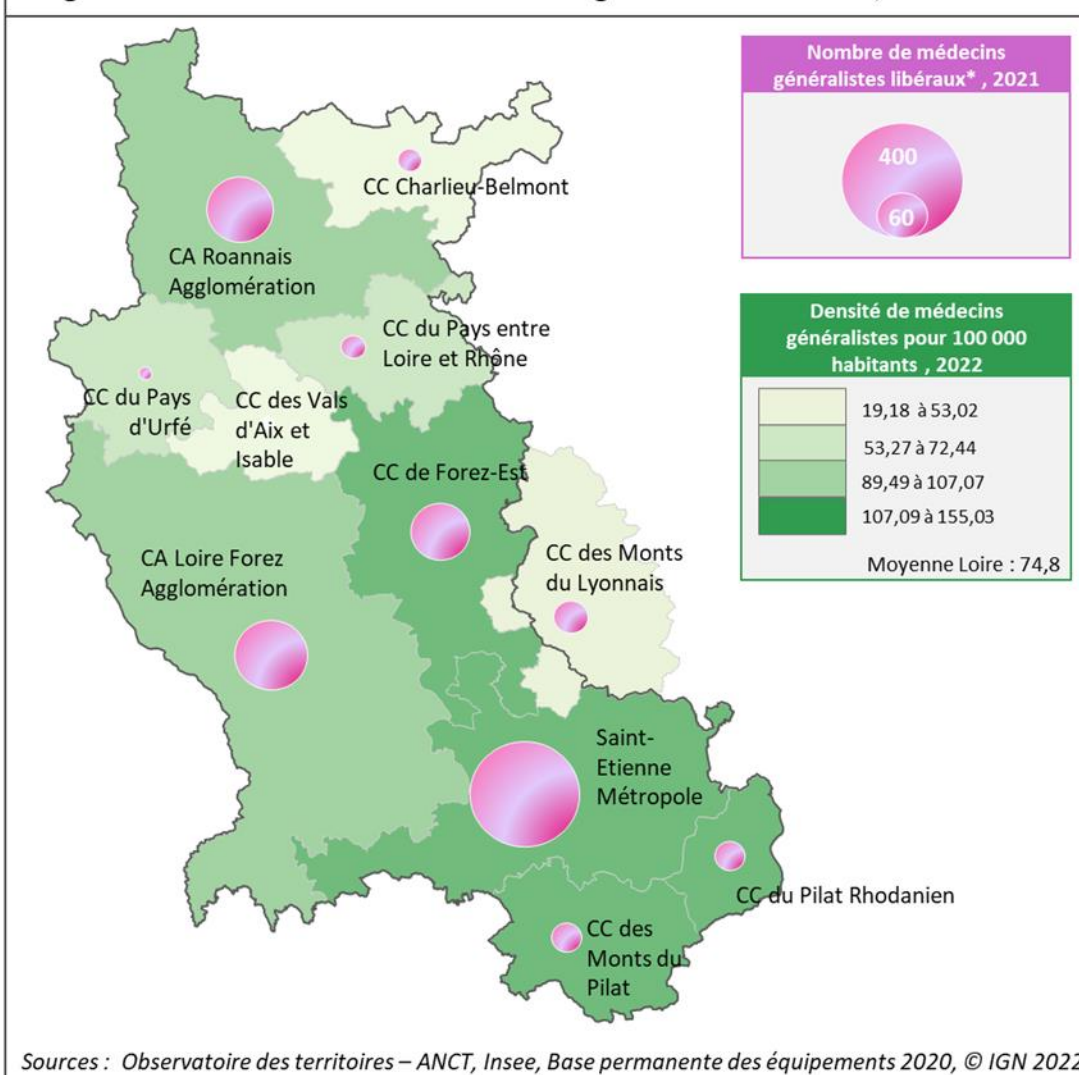 Nombre de médecins
généralistes libéraux* , 2021
400
60
Densité de médecins
généralistes pour 100 000
habitants , 2022
19,18 à 53,02
53,27 à 72,44
89,49 à 107,07
107,09 à 155,03
Moyenne Loire : 74,8
CC Charlieu-Belmont
CA Roannais
Agglomération
CC du Pays entre
Loire et Rhône
CC du Pays
d'Urfé
CC des Vals
d'Aix et
Isable
CC de Forez-Est
CA Loire Forez
Agglomération
CC des Monts
du Lyonnais
Saint-
Etienne
Métropole
CC du Pilat Rhodanien
CC des
Monts du
Pilat
Sources : Observatoire des territoires – ANCT, Insee, Base permanente des équipements 2020, © IGN 2022